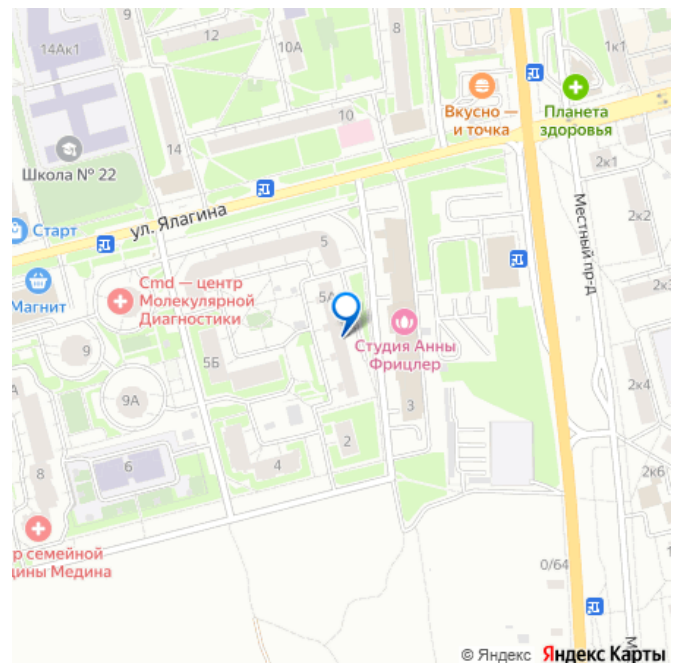 9
14Ак1
10А
8
1к1
Вкусно —
и точка
Планета
здоровья
10
14
Школа № 22
2к1
ул. Ялагина
2к2
Местный пр-д
Старт
5
Магнит
Cmd — центр
Молекулярной
Диагностики
5А
2к3
Студия Анны
Фрицлер
9
5Б
9А
3
2к4
2
8
6
4
2к6
р семейной
цины Медина
0/64
1
© Яндекс Яндекс Карты